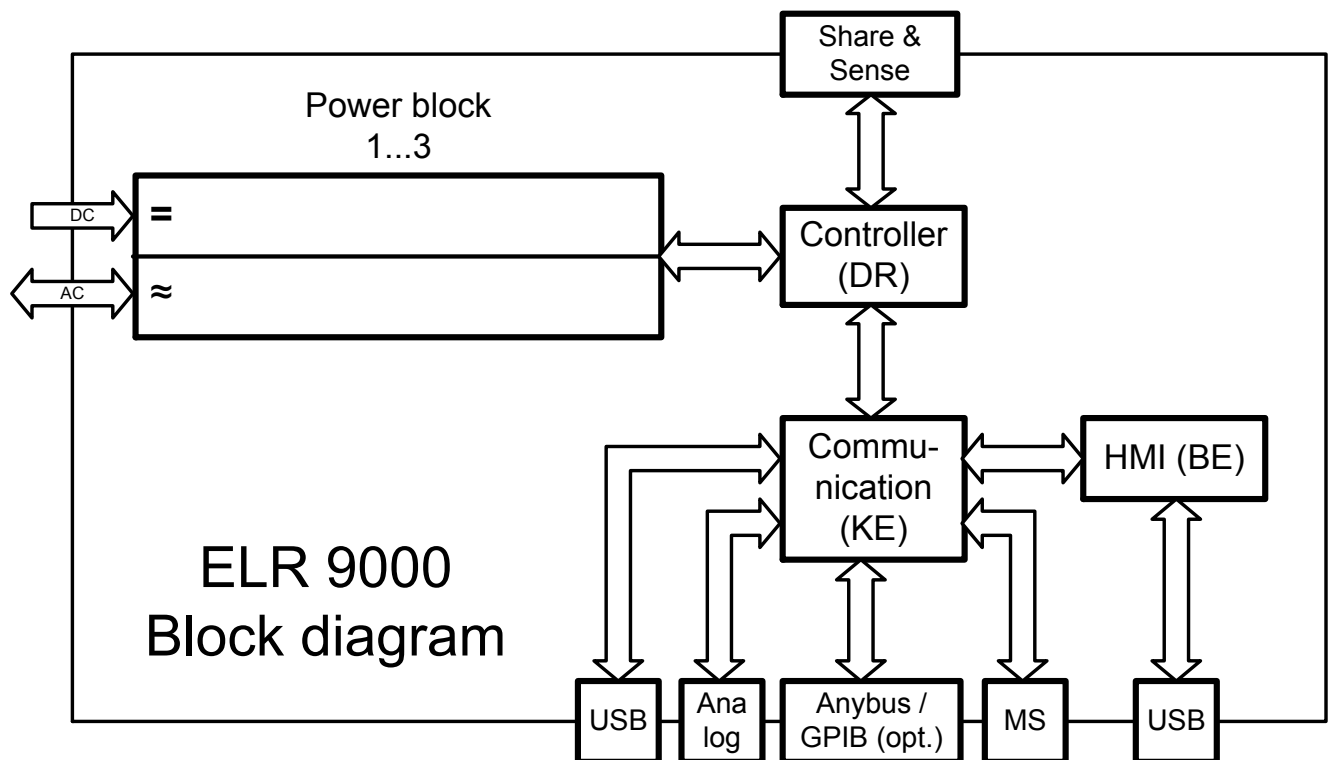 Share &
Sense
Power block
1...3
DC
=
AC
≈
Controller
(DR)
Commu-
nication
(KE)
HMI (BE)
ELR 9000
Block diagram
USB
Ana
log
Anybus /
GPIB (opt.)
MS
USB